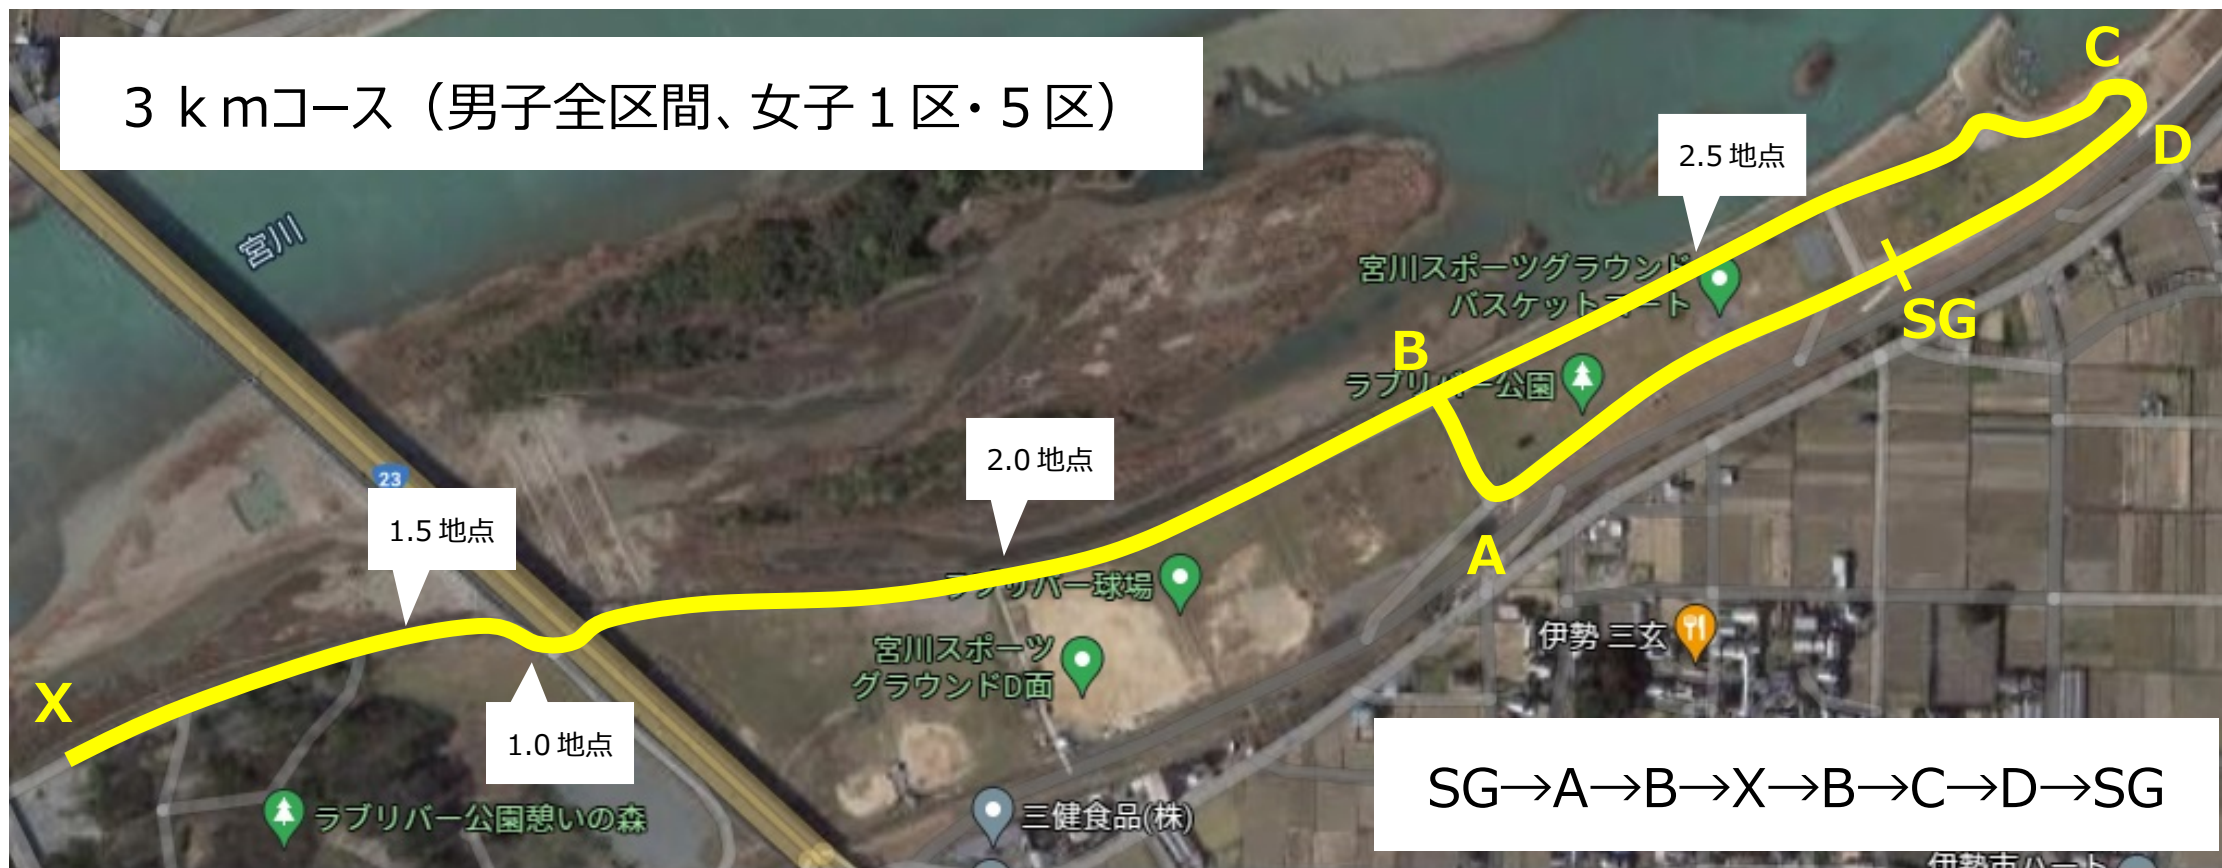 ３ｋｍコース（男子全区間、女子１区・５区）
C
2.5 地点
D
宮川
宮川スポーツグラウンド
バスケットコート
SG
B
ラブリバー公園
2.0 地点
23
1.5 地点
A
ラブリバー球場
伊勢 三玄
宮川スポーツ
グラウンドD面
X
1.0 地点
SG→A→B→X→B→C→D→SG
ラブリバー公園憩いの森
三健食品(株)